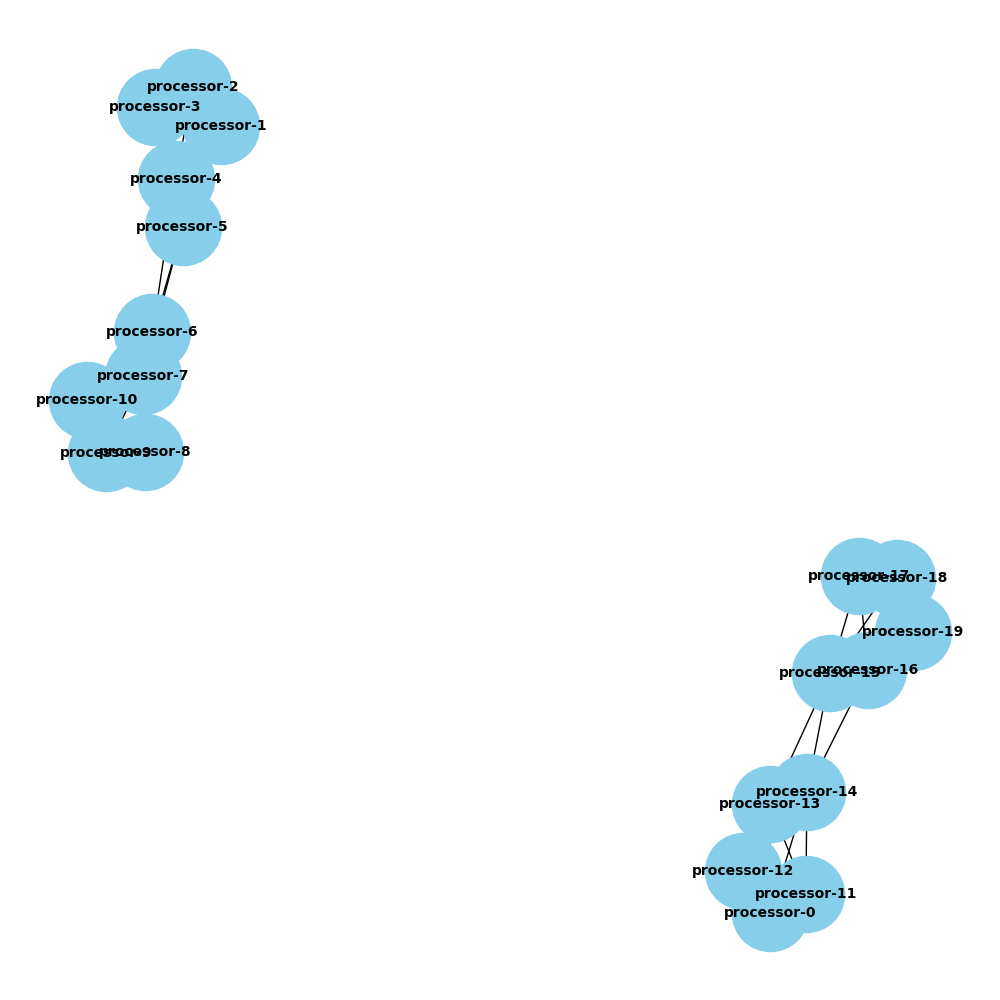 processor-2
processor-3
processor-1
processor-4
processor-5
processor-6
processor-7
processor-10
processor-9
processor-8
processor-17
processor-18
processor-19
processor-15
processor-16
processor-14
processor-13
processor-12
processor-11
processor-0